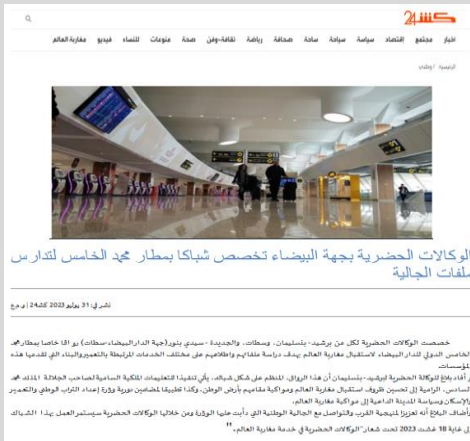 كشـ24
أخبار مجتمع إقتصاد سياسة سياحة ساحة صحافة رياضة ثقافة-وفن صحة منوعات للنساء فيديو مغاربة العالم
الرئيسية / وطني
الوكالات الحضرية بجهة البيضاء تخصص شباكا بمطار محمد الخامس لتدارس
ملفات الجالية
نشر في: 31 يوليو 2023 كشـ24 | و.م.ع
خصصت الوكالات الحضرية لكل من برشيد-بنسليمان، وسطات، والجديدة - سيدي بنور (جهة الدار البيضاء-سطات) رواقا خاصا بمطار محمد
الخامس الدولي للدار البيضاء لاستقبال مغاربة العالم بهدف دراسة ملفاتهم واطلاعهم على مختلف الخدمات المرتبطة بالتعمير والبناء التي تقدمها هذه
المؤسسات.
و أفاد بلاغ للوكالة الحضرية لبرشيد-بنسليمان أن هذا الرواق، المنظم على شكل شباك، يأتي تنفيذا للتعليمات الملكية السامية لصاحب الجلالة الملك محمد
السادس، الرامية إلى تحسين ظروف استقبال مغاربة العالم ومواكبة مقامهم بأرض الوطن، وكذا تطبيقا لمضامين دورية وزارة إعداد التراب الوطني والتعمير
والإسكان وسياسة المدينة الداعية إلى مواكبة مغاربة العالم.
وأضاف البلاغ أنه تعزيزا لمنهجية القرب والتواصل مع الجالية الوطنية التي دأبت عليها الوزارة ومن خلالها الوكالات الحضرية سيستمر العمل بهذا الشباك
إلى غاية 18 غشت 2023 تحت شعار "الوكالات الحضرية في خدمة مغاربة العالم".